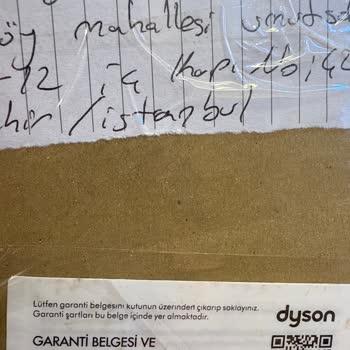 mahallesi
iç Kapı No:
/istanbul
Lütfen garanti belgesini kutunun üzerinden çıkarıp saklayınız.
Garanti şartları bu belge içinde yer almaktadır.
dyson
GARANTİ BELGESİ VE